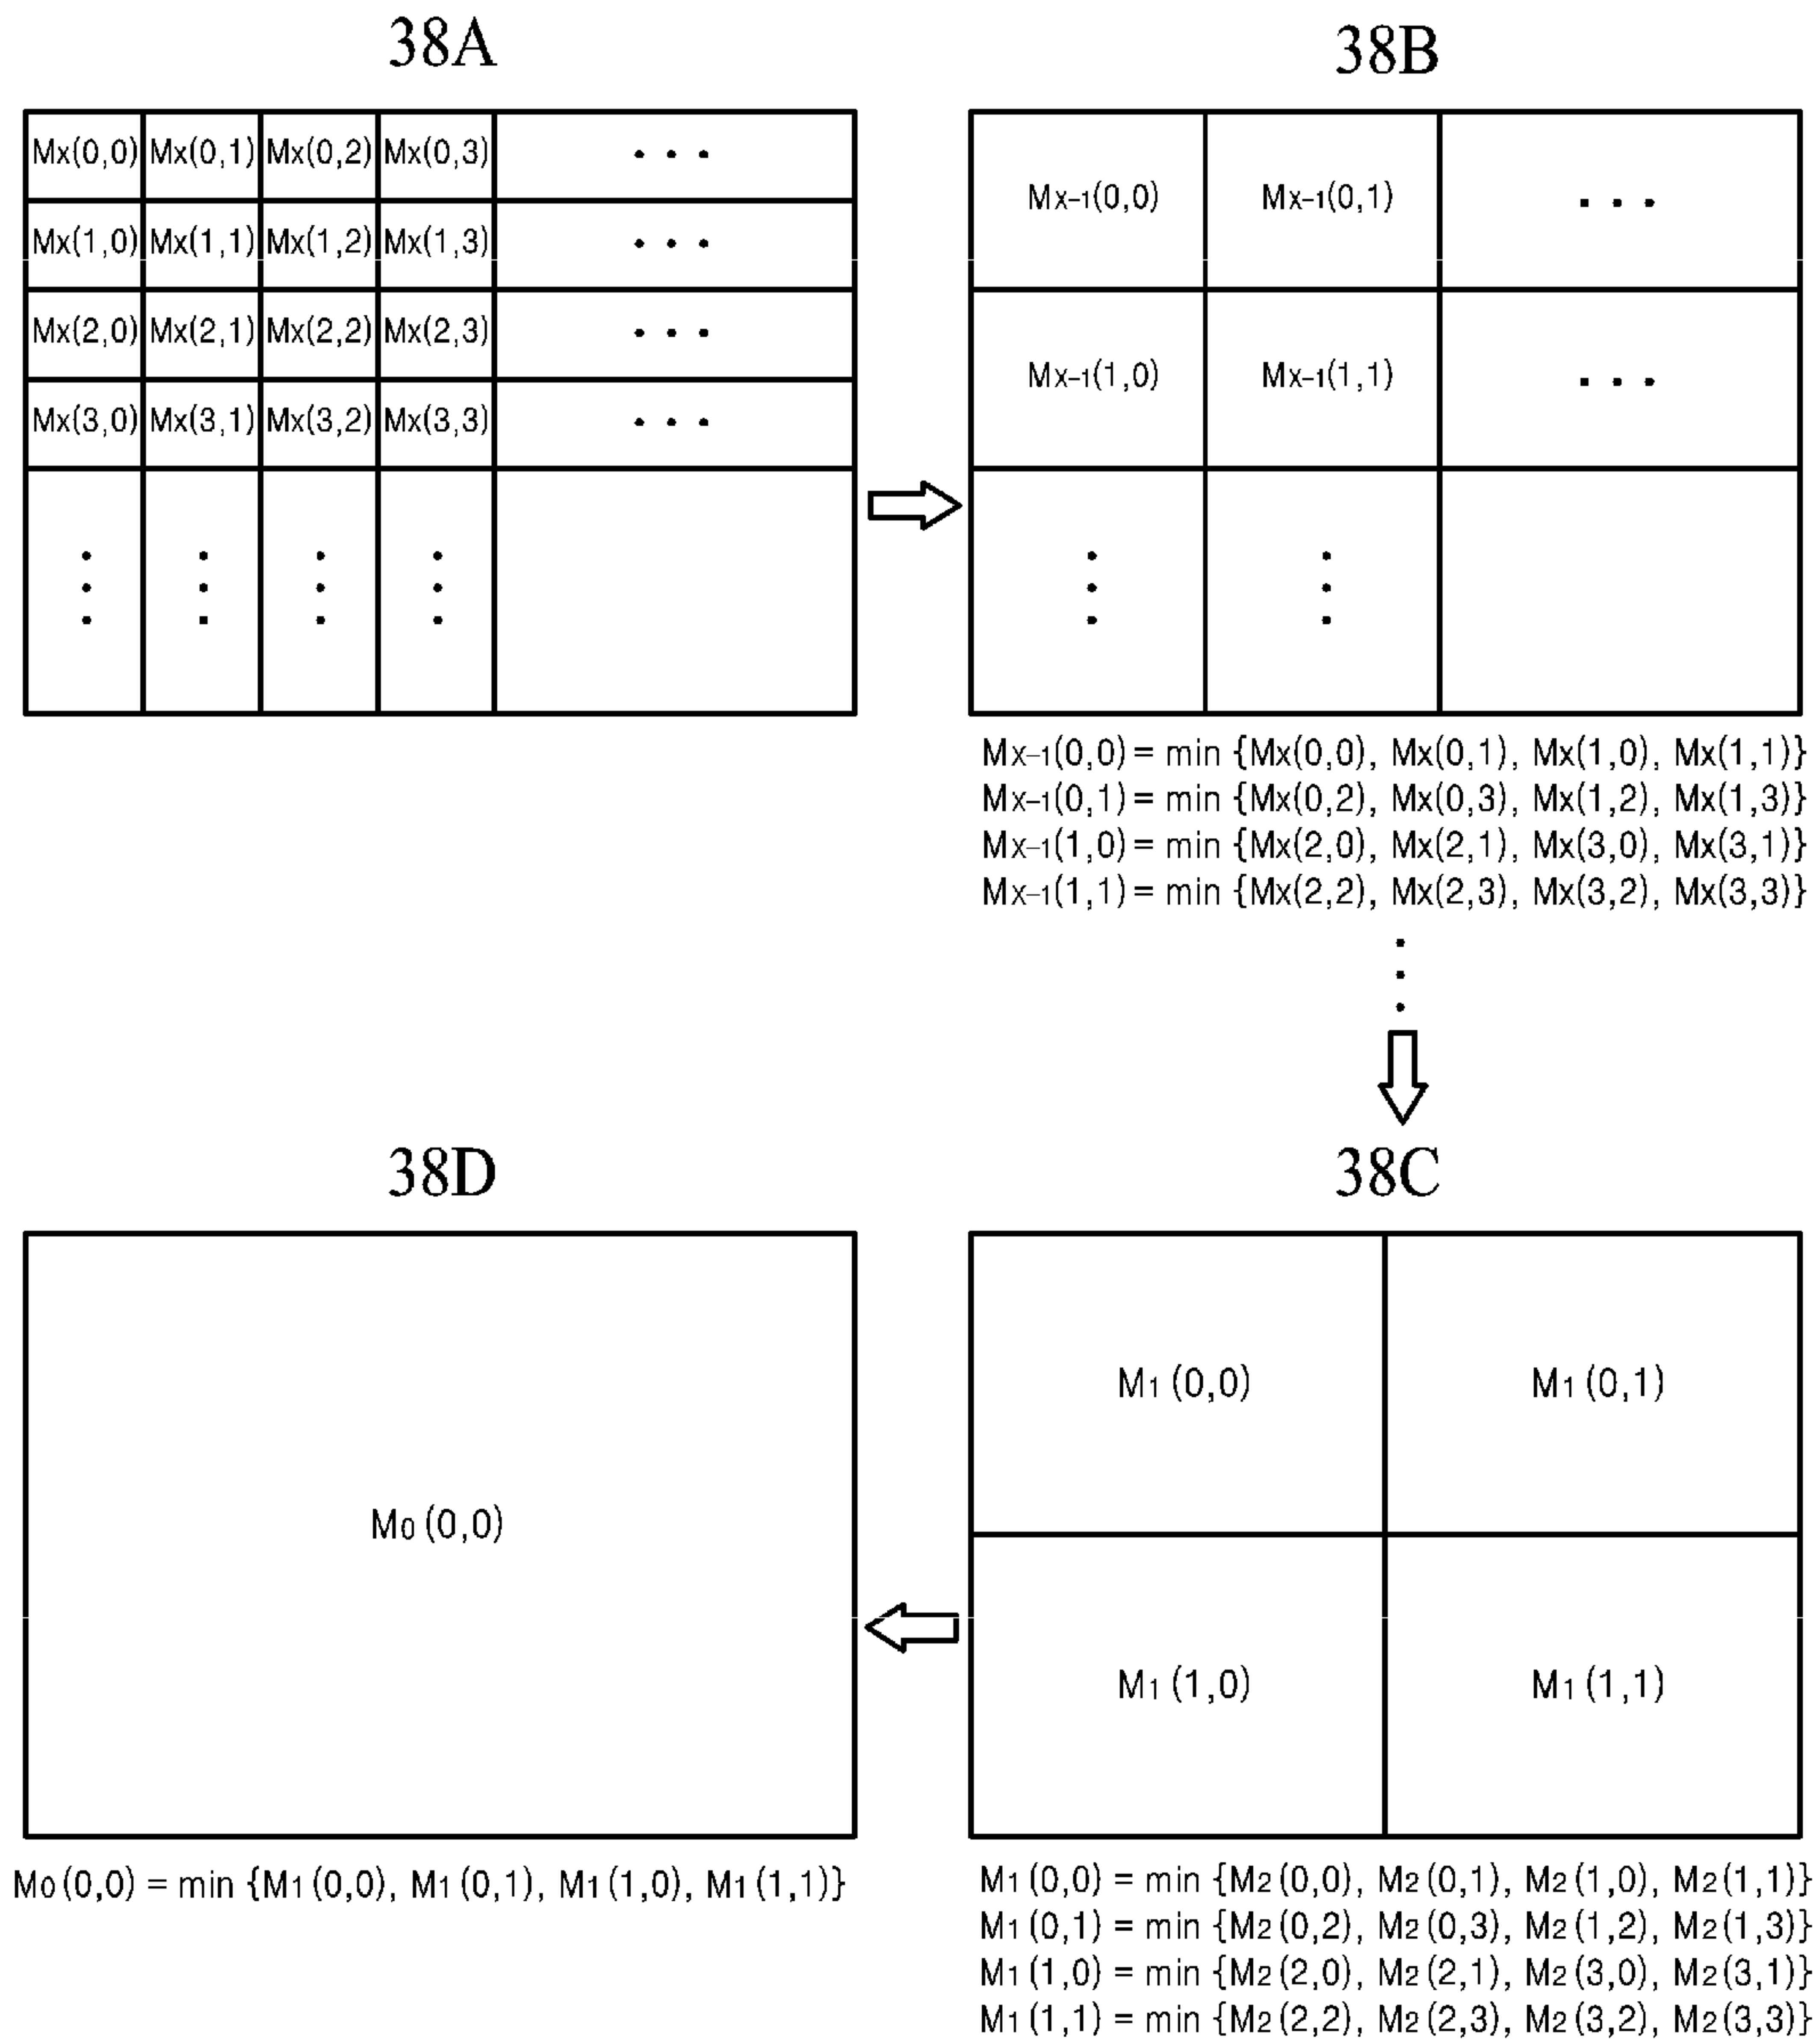 38A
Mx(0,0) Mx(0,1) Mx(0,2) Mx(0,3) ...
Mx(1,0) Mx(1,1) Mx(1,2) Mx(1,3) ...
Mx(2,0) Mx(2,1) Mx(2,2) Mx(2,3) ...
Mx(3,0) Mx(3,1) Mx(3,2) Mx(3,3) ...
38B
Mx-1(0,0) Mx-1(0,1) ...
Mx-1(1,0) Mx-1(1,1) ...
Mx-1(0,0) = min {Mx(0,0), Mx(0,1), Mx(1,0), Mx(1,1)}
Mx-1(0,1) = min {Mx(0,2), Mx(0,3), Mx(1,2), Mx(1,3)}
Mx-1(1,0) = min {Mx(2,0), Mx(2,1), Mx(3,0), Mx(3,1)}
Mx-1(1,1) = min {Mx(2,2), Mx(2,3), Mx(3,2), Mx(3,3)}
38C
M1 (0,0) M1 (0,1)
M1 (1,0) M1 (1,1)
M1 (0,0) = min {M2 (0,0), M2 (0,1), M2 (1,0), M2 (1,1)}
M1 (0,1) = min {M2 (0,2), M2 (0,3), M2 (1,2), M2 (1,3)}
M1 (1,0) = min {M2 (2,0), M2 (2,1), M2 (3,0), M2 (3,1)}
M1 (1,1) = min {M2 (2,2), M2 (2,3), M2 (3,2), M2 (3,3)}
38D
M0 (0,0)
M0 (0,0) = min {M1 (0,0), M1 (0,1), M1 (1,0), M1 (1,1)}